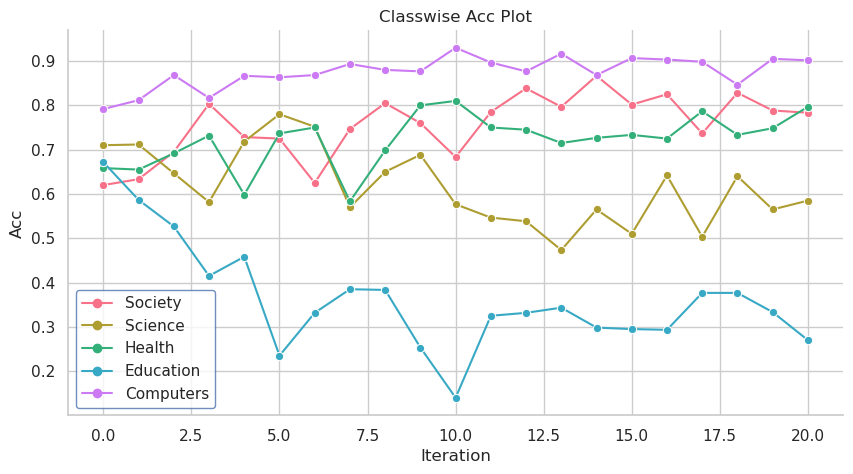 Classwise Acc Plot
Acc
0.9
0.8
0.7
0.6
0.5
0.4
0.3
0.2
Society
Science
Health
Education
Computers
0.0 2.5 5.0 7.5 10.0 12.5 15.0 17.5 20.0
Iteration